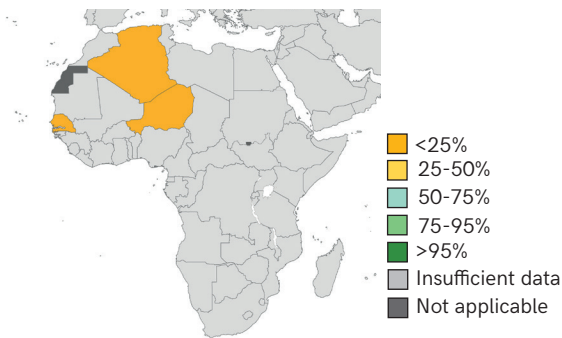 <25%
25-50%
50-75%
75-95%
>95%
Insufficient data
Not applicable